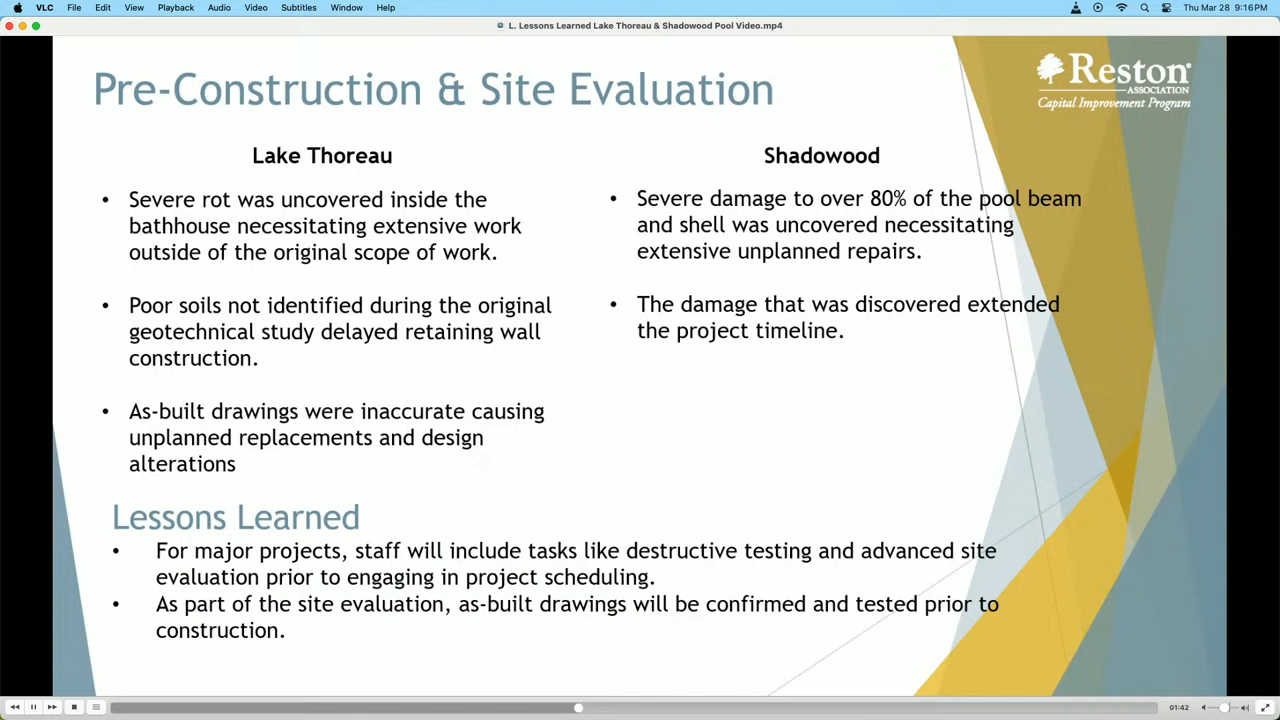 VLC File Edit View Playback Audio Video Subtitles Window Help
Thu Mar 28 9:16 PM
L. Lessons Learned Lake Thoreau & Shadowood Pool Video.mp4
Pre-Construction & Site Evaluation
Reston
ASSOCIATION
Capital Improvement Program
Lake Thoreau
• Severe rot was uncovered inside the
bathhouse necessitating extensive work
outside of the original scope of work.
• Poor soils not identified during the original
geotechnical study delayed retaining wall
construction.
• As-built drawings were inaccurate causing
unplanned replacements and design
alterations
Shadowood
• Severe damage to over 80% of the pool beam
and shell was uncovered necessitating
extensive unplanned repairs.
• The damage that was discovered extended
the project timeline.
Lessons Learned
• For major projects, staff will include tasks like destructive testing and advanced site
evaluation prior to engaging in project scheduling.
• As part of the site evaluation, as-built drawings will be confirmed and tested prior to
construction.
01:42